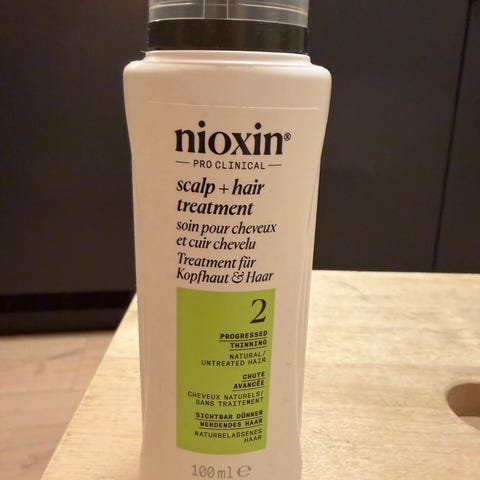 nioxin®
PRO CLINICAL
scalp + hair
treatment
soin pour cheveux
et cuir chevelu
Treatment für
Kopfhaut & Haar
2
PROGRESSED
THINNING
NATURAL/
UNTREATED HAIR
CHUTE
AVANCÉE
CHEVEUX NATURELS/
SANS TRAITEMENT
SICHTBAR DÜNNER
WERDENDES HAAR
NATURBELASSENES
HAAR
100 ml ℮